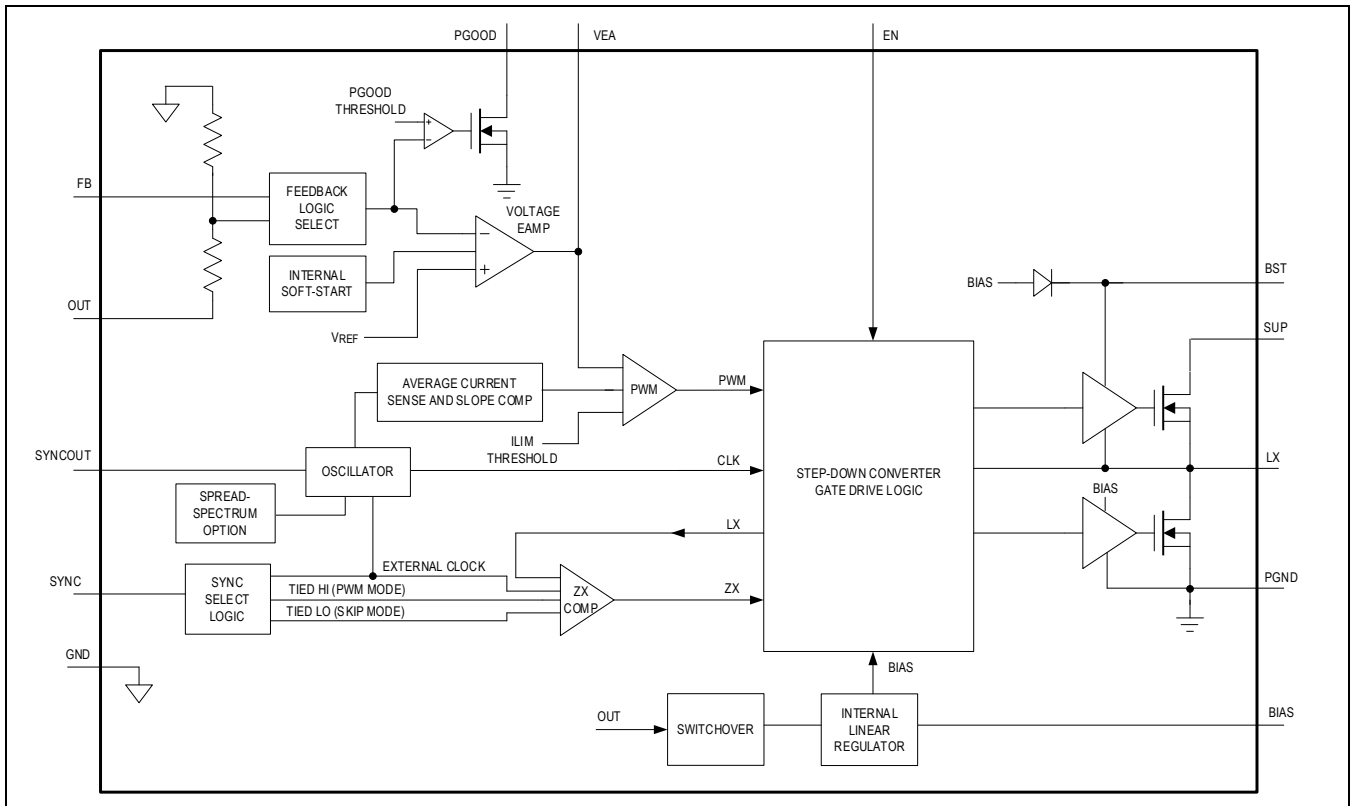 PGOOD
VEA
EN
PGOOD
THRESHOLD
+
−
FB
FEEDBACK
LOGIC
SELECT
VOLTAGE
EAMP
−
+
INTERNAL
SOFT-START
OUT
VREF
BIAS
BST
SUP
AVERAGE CURRENT
SENSE AND SLOPE COMP
PWM
PWM
ILIM
THRESHOLD
SYNCOUT
OSCILLATOR
CLK
STEP-DOWN CONVERTER
GATE DRIVE LOGIC
LX
SPREAD-
SPECTRUM
OPTION
LX
BIAS
SYNC
SYNC
SELECT
LOGIC
EXTERNAL CLOCK
TIED HI (PWM MODE)
TIED LO (SKIP MODE)
ZX
COMP
ZX
PGND
GND
BIAS
OUT
SWITCHOVER
INTERNAL
LINEAR
REGULATOR
BIAS